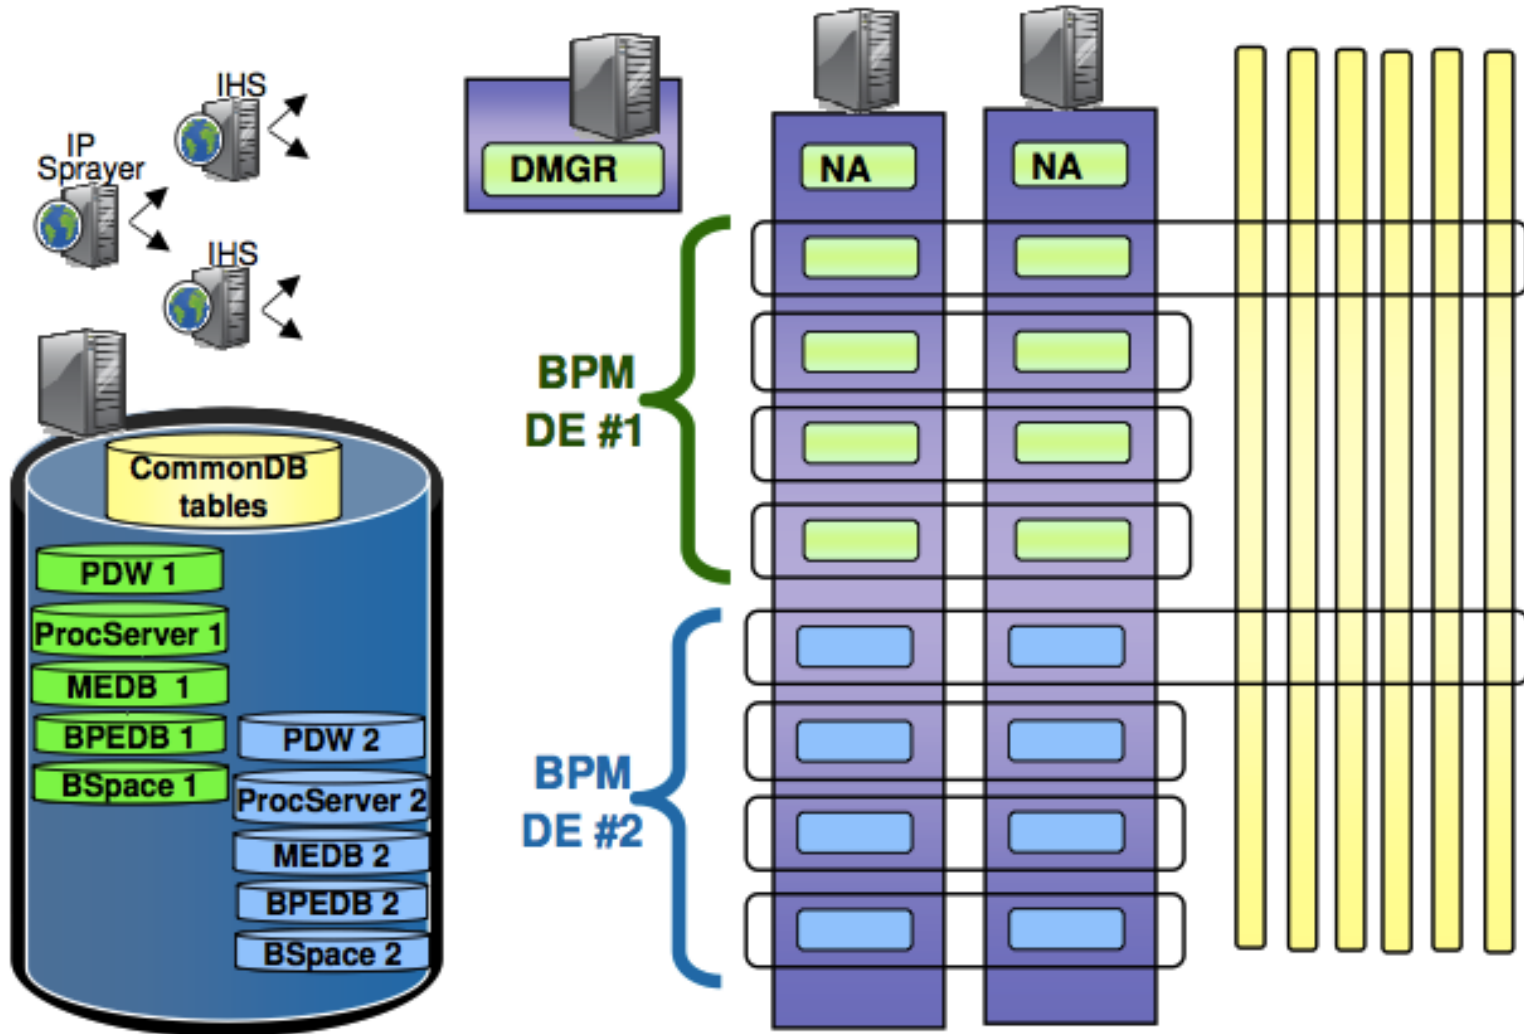 IHS
IP
Sprayer
IHS
DMGR
NA
NA
BPM
DE #1
CommonDB
tables
PDW 1
ProcServer 1
MEDB 1
BPEDB 1
BSpace 1
PDW 2
ProcServer 2
MEDB 2
BPEDB 2
BSpace 2
BPM
DE #2